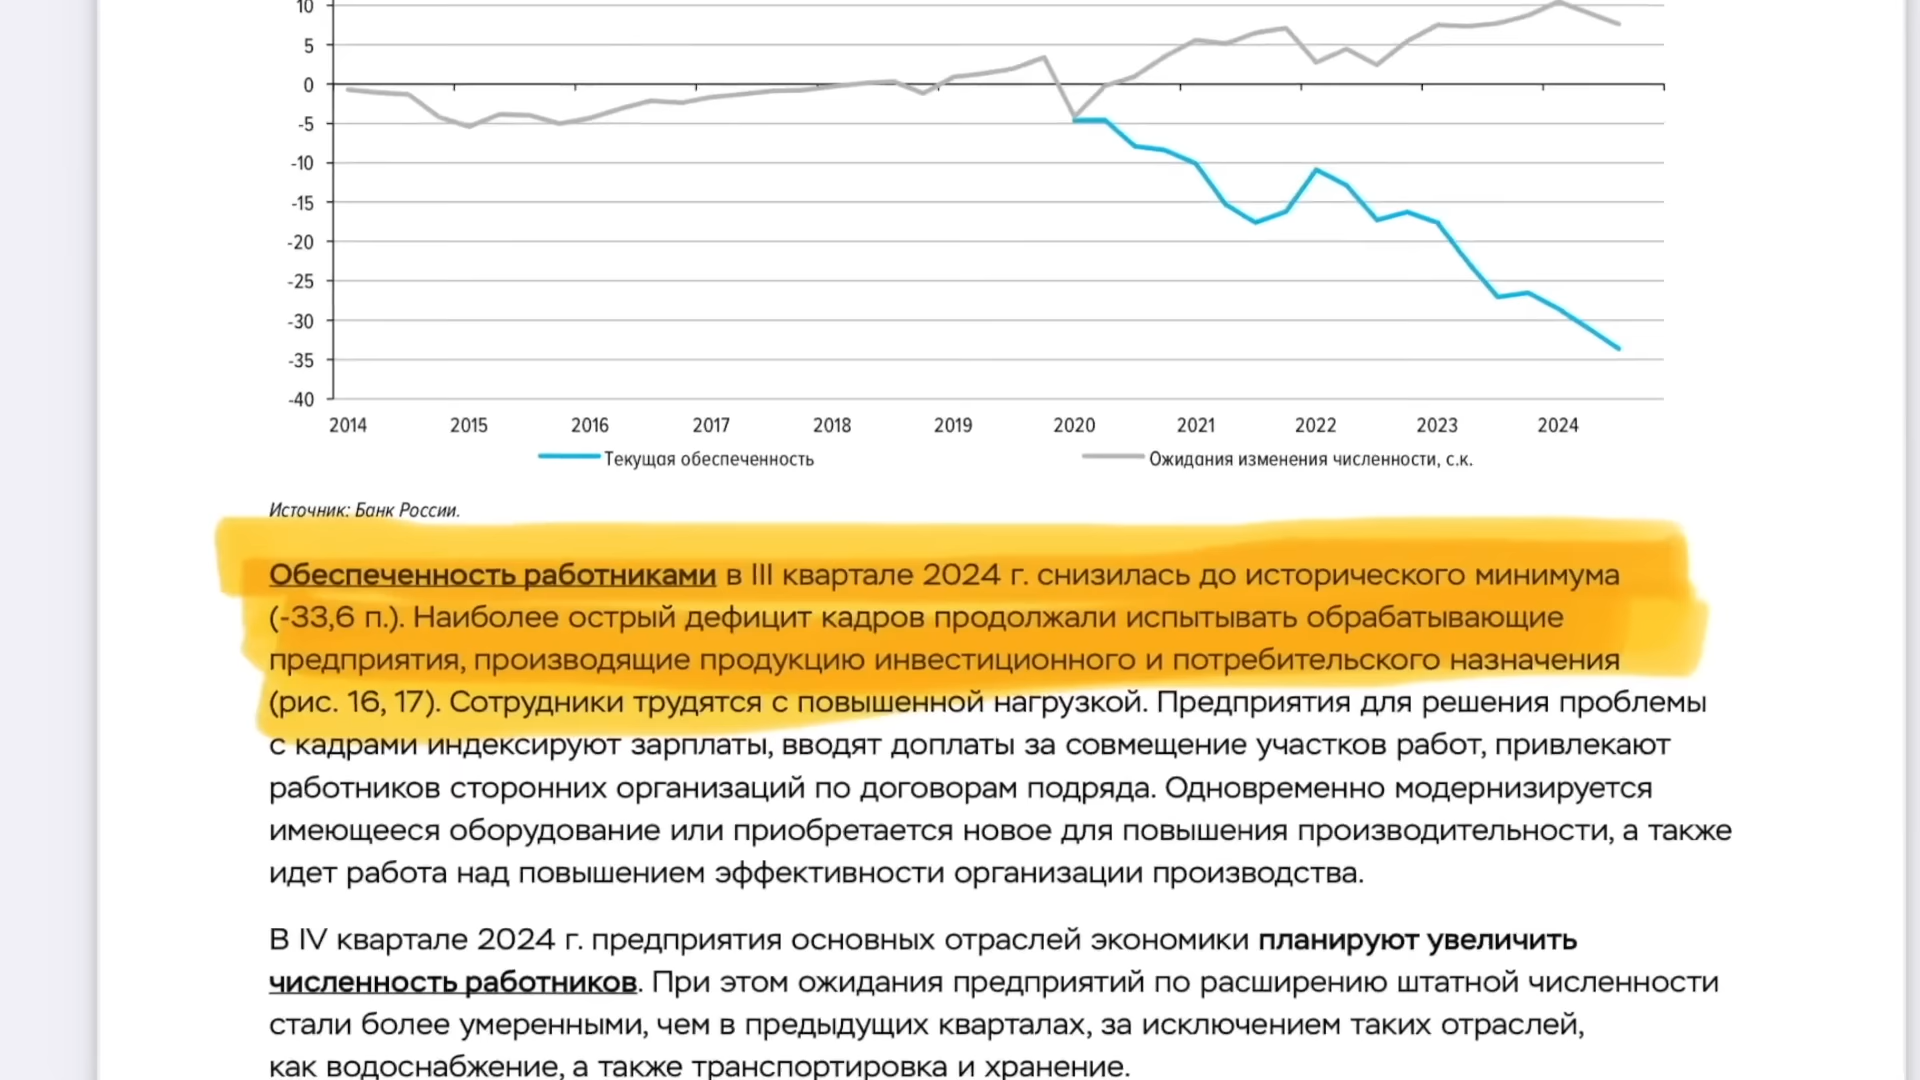 10
5
0
-5
-10
-15
-20
-25
-30
-35
-40
2014 2015 2016 2017 2018 2019 2020 2021 2022 2023 2024
Текущая обеспеченность Ожидания изменения численности, с.к.
Источник: Банк России.
Обеспеченность работниками в III квартале 2024 г. снизилась до исторического минимума
(-33,6 п.). Наиболее острый дефицит кадров продолжали испытывать обрабатывающие
предприятия, производящие продукцию инвестиционного и потребительского назначения
(рис. 16, 17). Сотрудники трудятся с повышенной нагрузкой. Предприятия для решения проблемы
с кадрами индексируют зарплаты, вводят доплаты за совмещение участков работ, привлекают
работников сторонних организаций по договорам подряда. Одновременно модернизируется
имеющееся оборудование или приобретается новое для повышения производительности, а также
идет работа над повышением эффективности организации производства.
В IV квартале 2024 г. предприятия основных отраслей экономики планируют увеличить
численность работников. При этом ожидания предприятий по расширению штатной численности
стали более умеренными, чем в предыдущих кварталах, за исключением таких отраслей,
как водоснабжение, а также транспортировка и хранение.